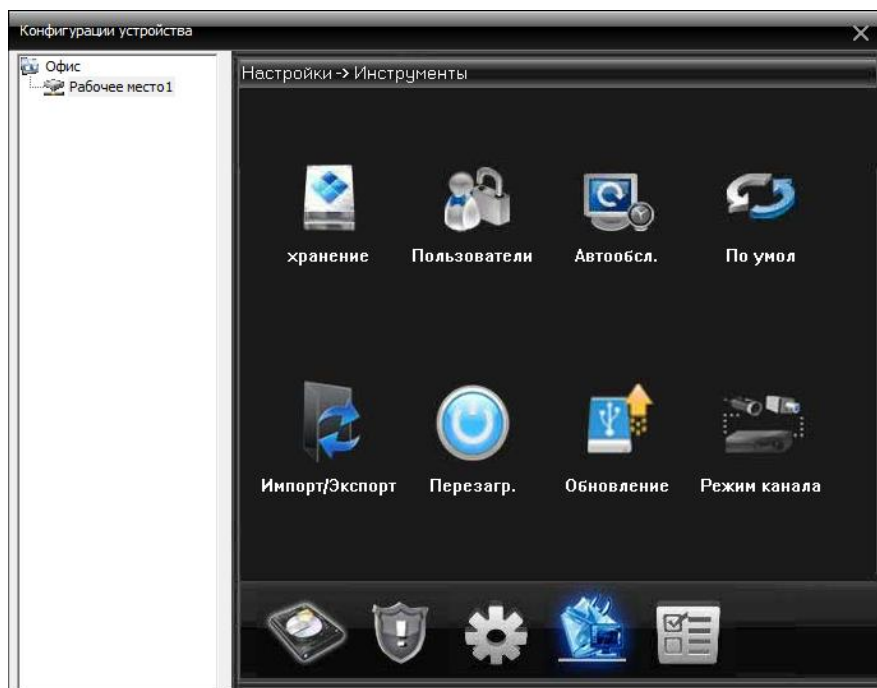 Конфигурации устройства
Офис
Рабочее место1
Настройки -> Инструменты
хранение
Пользователи
Автообсл.
По умол
Импорт/Экспорт
Перезагр.
Обновление
Режим канала